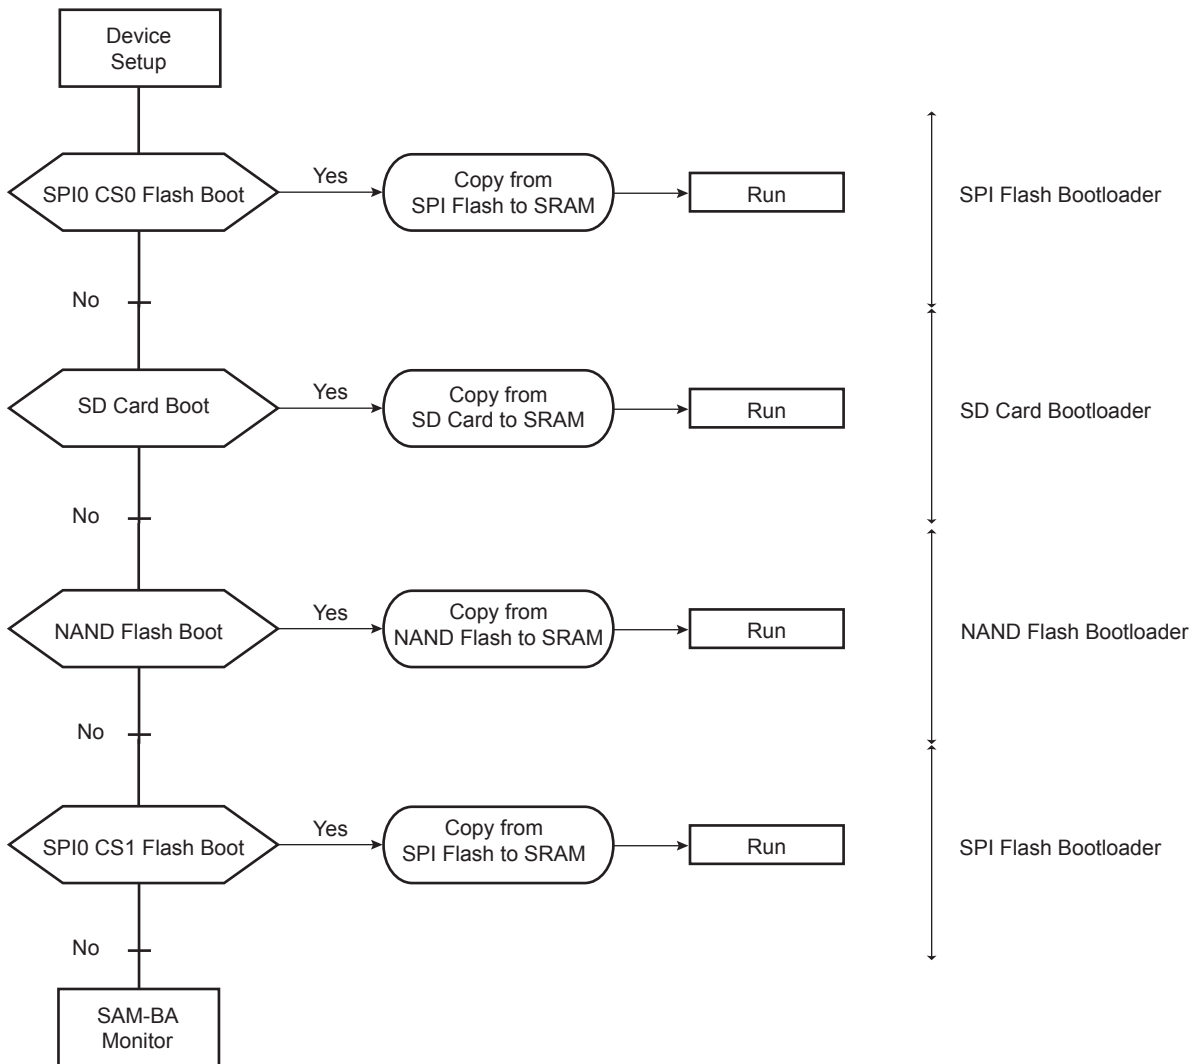 Device
Setup
SPI0 CS0 Flash Boot
Yes
Copy from
SPI Flash to SRAM
Run
SPI Flash Bootloader
No
SD Card Boot
Yes
Copy from
SD Card to SRAM
Run
SD Card Bootloader
No
NAND Flash Boot
Yes
Copy from
NAND Flash to SRAM
Run
NAND Flash Bootloader
No
SPI0 CS1 Flash Boot
Yes
Copy from
SPI Flash to SRAM
Run
SPI Flash Bootloader
No
SAM-BA
Monitor